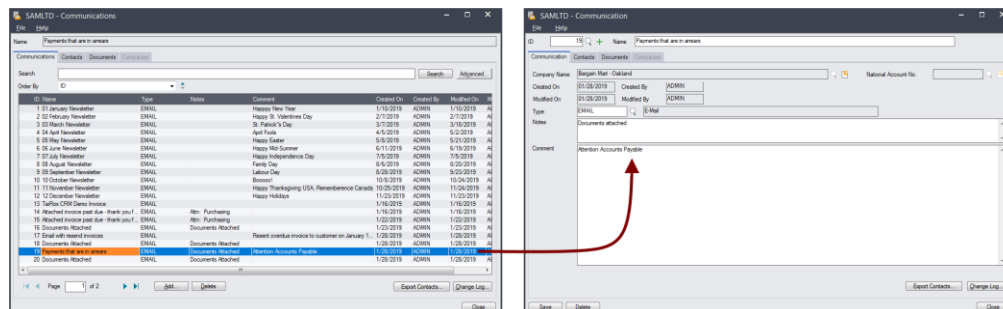 SAMLTD - Communications
File Help
Name Payments that are in arrears
Communications Contacts Documents Companies
Search Search Advanced...
Order By ID
ID Name Type Notes Comment Created On Created By Modified On
1 01 January Newsletter EMAIL Happy New Year 1/10/2019 ADMIN 1/10/2019
2 02 February Newsletter EMAIL Happy St. Valentines Day 2/7/2019 ADMIN 2/7/2019
3 03 March Newsletter EMAIL St. Patrick's Day 3/7/2019 ADMIN 3/18/2019
4 04 April Newsletter EMAIL April Fools 4/5/2019 ADMIN 5/2/2019
5 05 May Newsletter EMAIL Happy Easter 5/8/2019 ADMIN 5/21/2019
6 06 June Newsletter EMAIL Happy Mid-Summer 6/11/2019 ADMIN 6/19/2019
7 07 July Newsletter EMAIL Happy Independence Day 7/5/2019 ADMIN 7/5/2019
8 08 August Newsletter EMAIL Family Day 8/6/2019 ADMIN 8/20/2019
9 09 September Newsletter EMAIL Labour Day 8/28/2019 ADMIN 9/23/2019
10 10 October Newsletter EMAIL Booooo! 10/8/2019 ADMIN 10/24/2019
11 11 November Newsletter EMAIL Happy Thanksgiving USA, Rememberence Canada 10/25/2019 ADMIN 11/24/2019
12 12 December Newsletter EMAIL Happy Holidays 11/23/2019 ADMIN 11/23/2019
13 TaiRox CRM Demo Invoice EMAIL 1/16/2019 ADMIN 1/16/2019
14 Attached invoice past due - thank you f... EMAIL Attn: Purchasing 1/16/2019 ADMIN 1/16/2019
15 Attached invoice past due - thank you f... EMAIL Attn: Purchasing 1/22/2019 ADMIN 1/22/2019
16 Documents Attached EMAIL Documents Attached 1/23/2019 ADMIN 1/23/2019
17 Email with resend invoices EMAIL Resent overdue invoice to customer on January 1... 1/28/2019 ADMIN 1/28/2019
18 Documents Attached EMAIL Documents Attached 1/28/2019 ADMIN 1/28/2019
19 Payments that are in arrears EMAIL Documents Attached Attention Accounts Payable 1/28/2019 ADMIN 1/28/2019
20 Documents Attached EMAIL Documents Attached 1/28/2019 ADMIN 1/28/2019
Page 1 of 2 Add... Delete Export Contacts... Change Log...
Close
SAMLTD - Communication
File Help
ID 19 Name Payments that are in arrears
Communication Contacts Documents Companies
Company Name Bargain Mart - Oakland National Account No.
Created On 01/28/2019 Created By ADMIN
Modified On 01/28/2019 Modified By ADMIN
Type EMAIL E-Mail
Notes Documents attached
Comment Attention Accounts Payable
Export Contacts... Change Log...
Save Delete Close